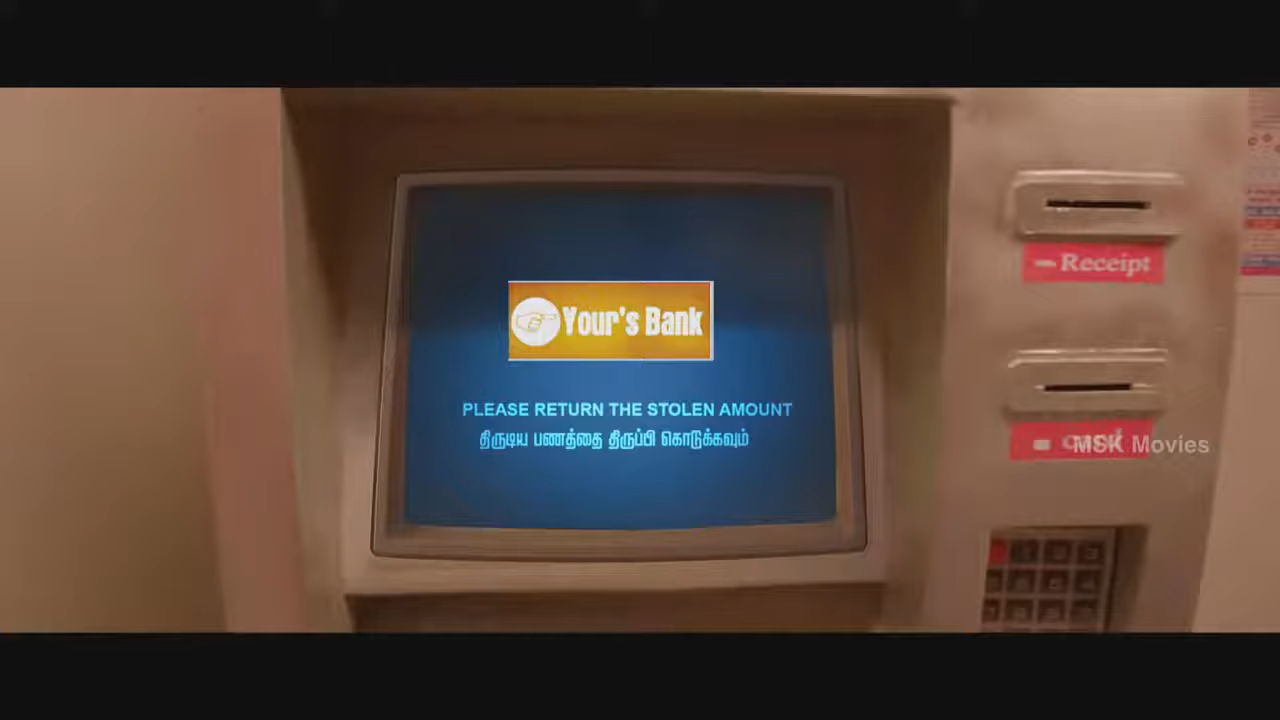 Your's Bank
PLEASE RETURN THE STOLEN AMOUNT
திருடிய பணத்தை திருப்பி கொடுக்கவும்
Receipt
MSK Movies